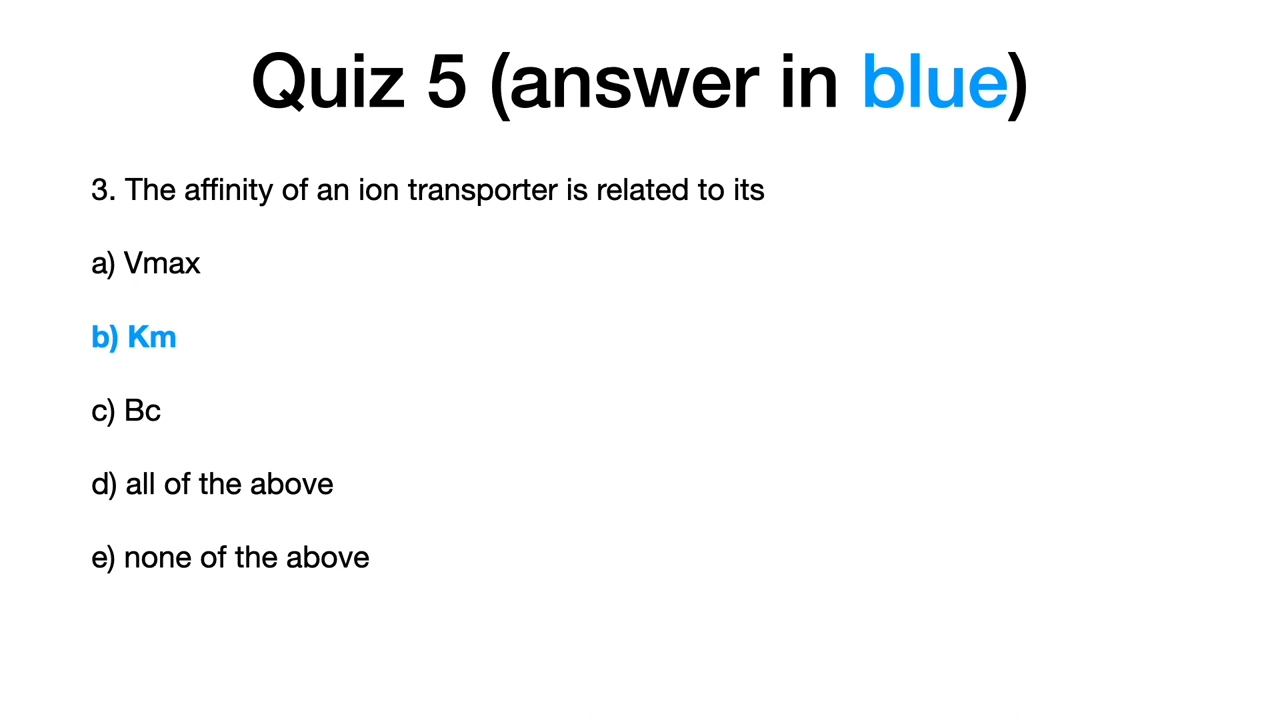 Quiz 5 (answer in blue)
3. The affinity of an ion transporter is related to its
a) Vmax
b) Km
c) Bc
d) all of the above
e) none of the above